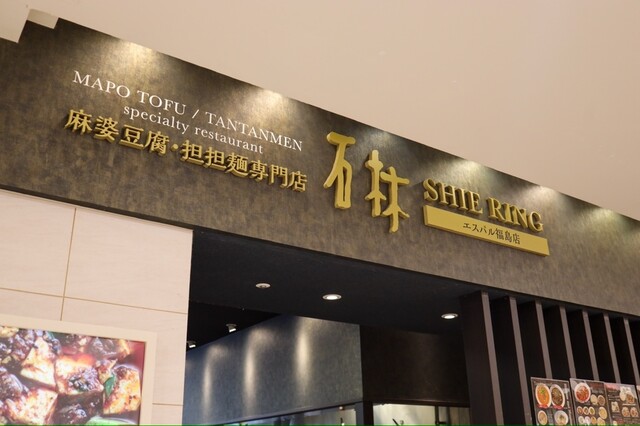 MAPO TOFU / TANTANMEN
specialty restaurant
麻婆豆腐・担担麺専門店
石林
SHIE RING
エスパル福島店